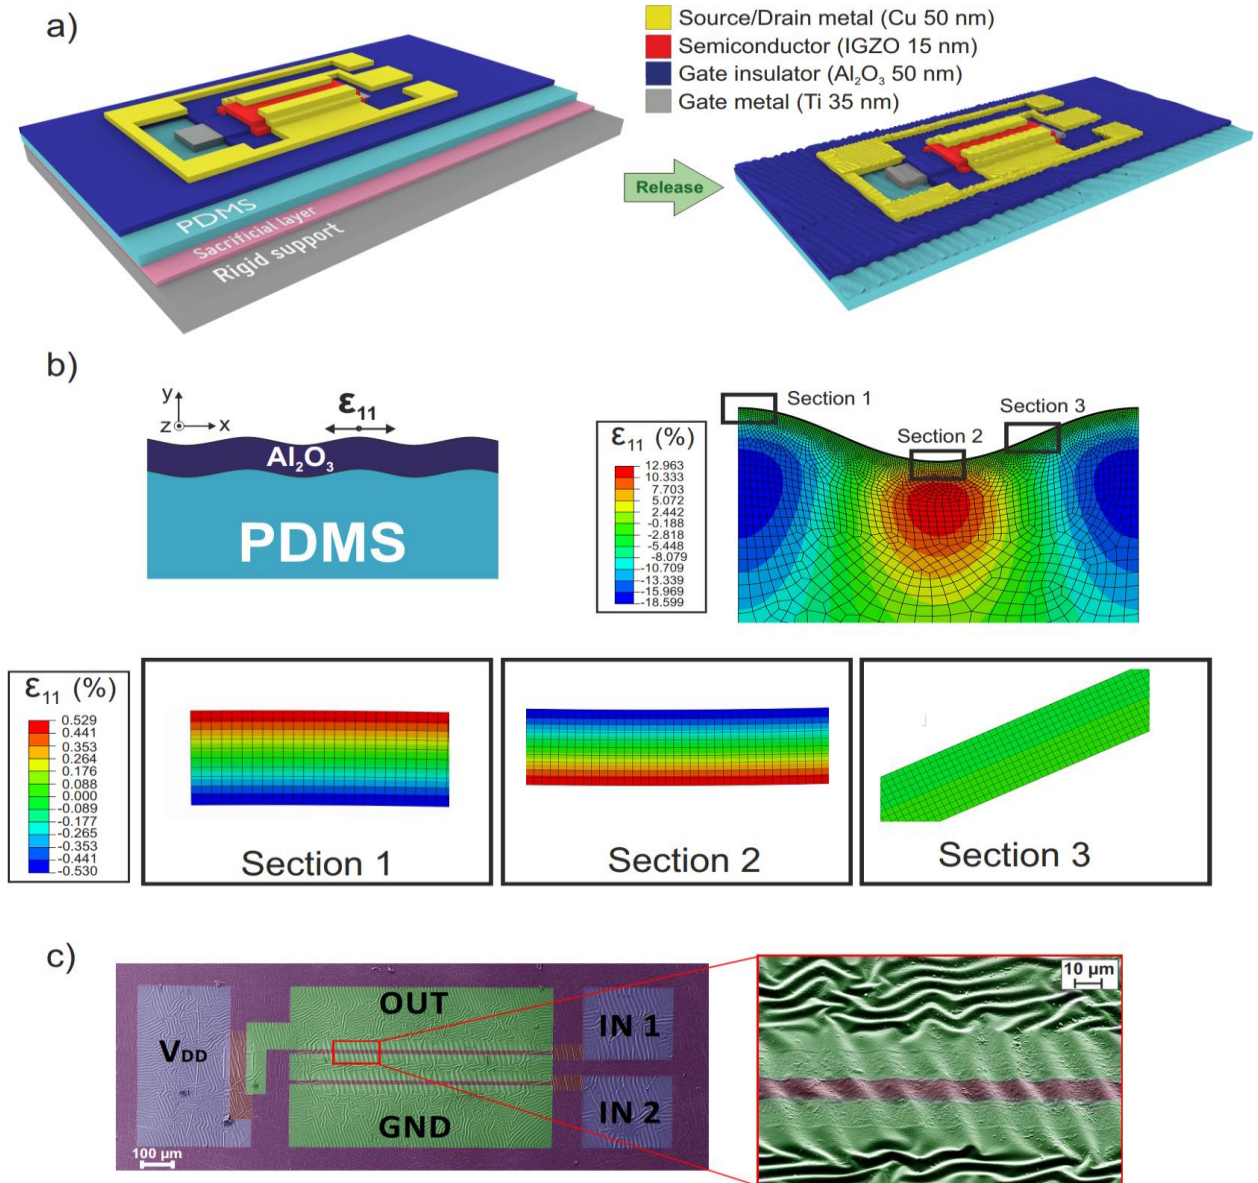 a)
Source/Drain metal (Cu 50 nm)
Semiconductor (IGZO 15 nm)
Gate insulator (Al₂O₃ 50 nm)
Gate metal (Ti 35 nm)
Release
PDMS
Sacrificial layer
Rigid support
b)
y
z
x
ε₁₁
Al₂O₃
PDMS
ε₁₁ (%)
12.963
10.333
7.703
5.072
2.442
-0.188
-2.818
-5.448
-8.079
-10.709
-13.339
-15.969
-18.599
Section 1
Section 2
Section 3
ε₁₁ (%)
0.529
0.441
0.353
0.264
0.176
0.088
0.000
-0.089
-0.177
-0.265
-0.353
-0.441
-0.530
Section 1
Section 2
Section 3
c)
VDD
OUT
GND
IN 1
IN 2
100 µm
10 µm